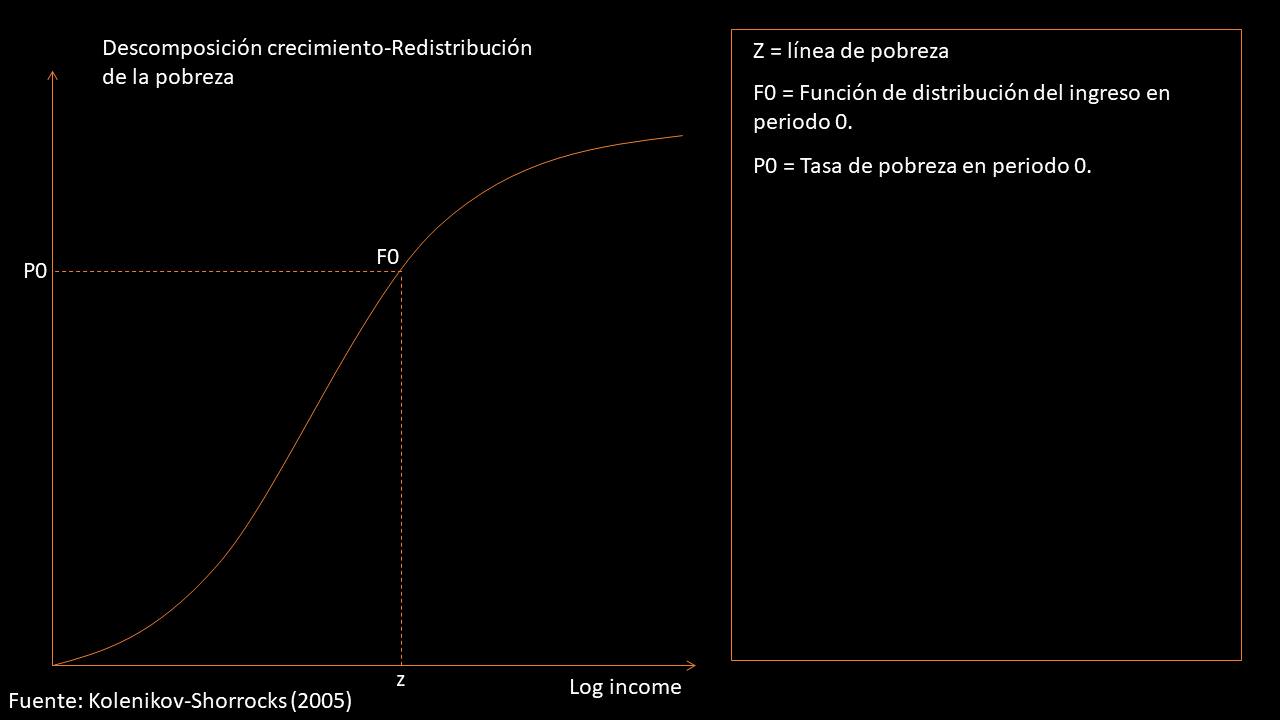 Descomposición crecimiento-Redistribución
de la pobreza
Z = línea de pobreza
F0 = Función de distribución del ingreso en
periodo 0.
P0 = Tasa de pobreza en periodo 0.
F0
P0
z
Log income
Fuente: Kolenikov-Shorrocks (2005)